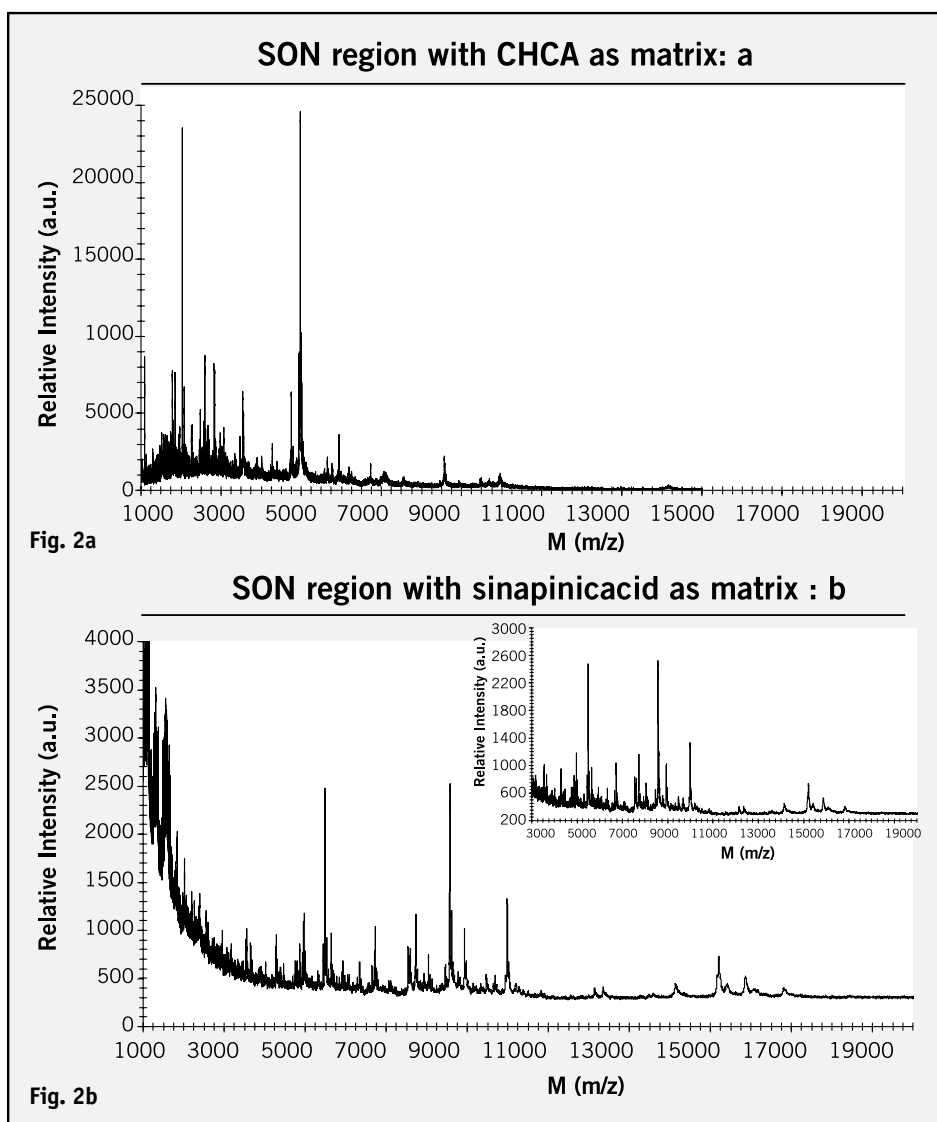 SON region with CHCA as matrix: a
25000
20000
15000
1000
5000
0
Relative Intensity (a.u.)
1000 3000 5000 7000 9000 11000 13000 15000 17000 19000
M (m/z)
Fig. 2a
SON region with sinapinicacid as matrix : b
4000
3500
3000
2500
2000
1500
1000
500
0
Relative Intensity (a.u.)
3000
2600
2200
1800
1400
1000
600
200
Relative Intensity (a.u.)
3000 5000 7000 9000 11000 13000 15000 17000 19000
M (m/z)
1000 3000 5000 7000 9000 11000 13000 15000 17000 19000
M (m/z)
Fig. 2b